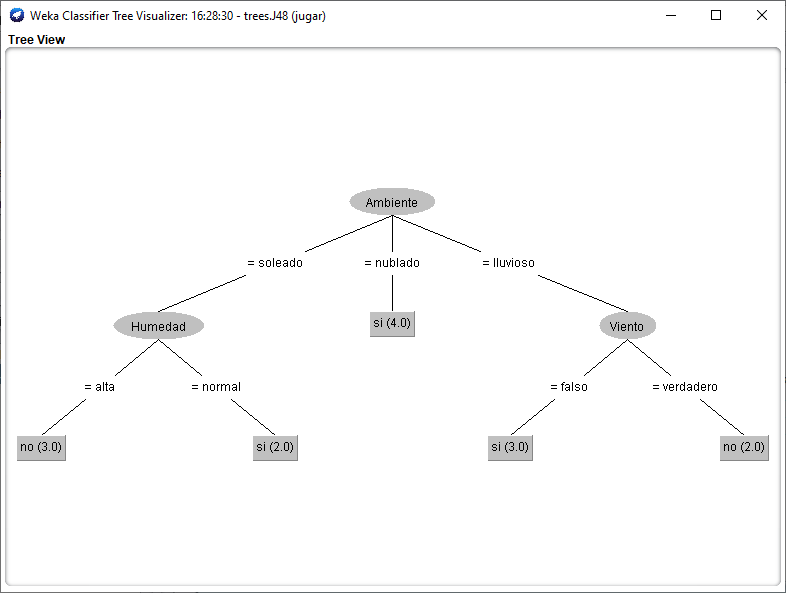 Weka Classifier Tree Visualizer: 16:28:30 - trees.J48 (jugar)
Tree View
Ambiente
= soleado
= nublado
= lluvioso
Humedad
si (4.0)
Viento
= alta
= normal
= falso
= verdadero
no (3.0)
si (2.0)
si (3.0)
no (2.0)